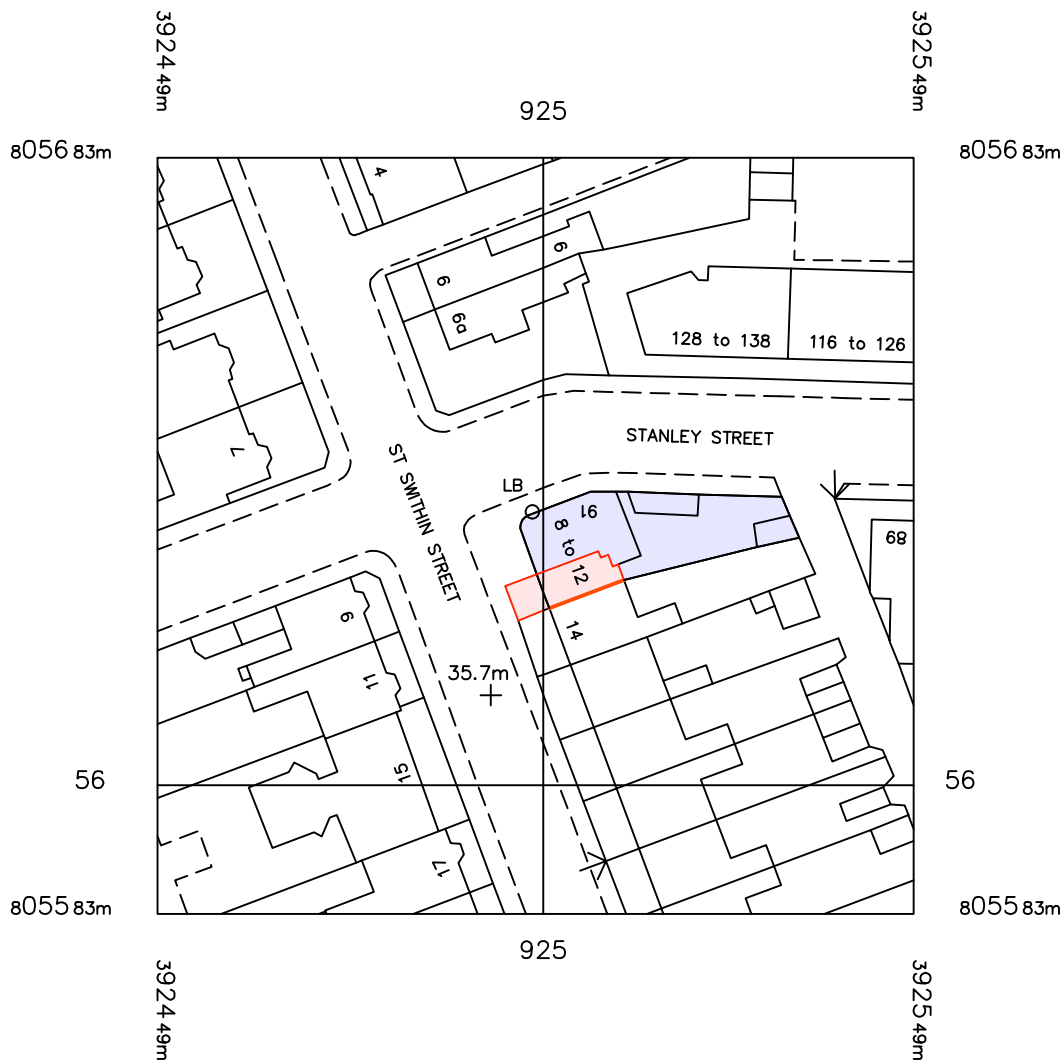 3924 49m
3925 49m
925
8056 83m
8056 83m
4
6
6
6a
128 to 138
116 to 126
7
STANLEY STREET
ST SWITHIN STREET
LB
91
8 to 12
89
14
9
11
35.7m
15
56
56
17
8055 83m
8055 83m
925
3924 49m
3925 49m